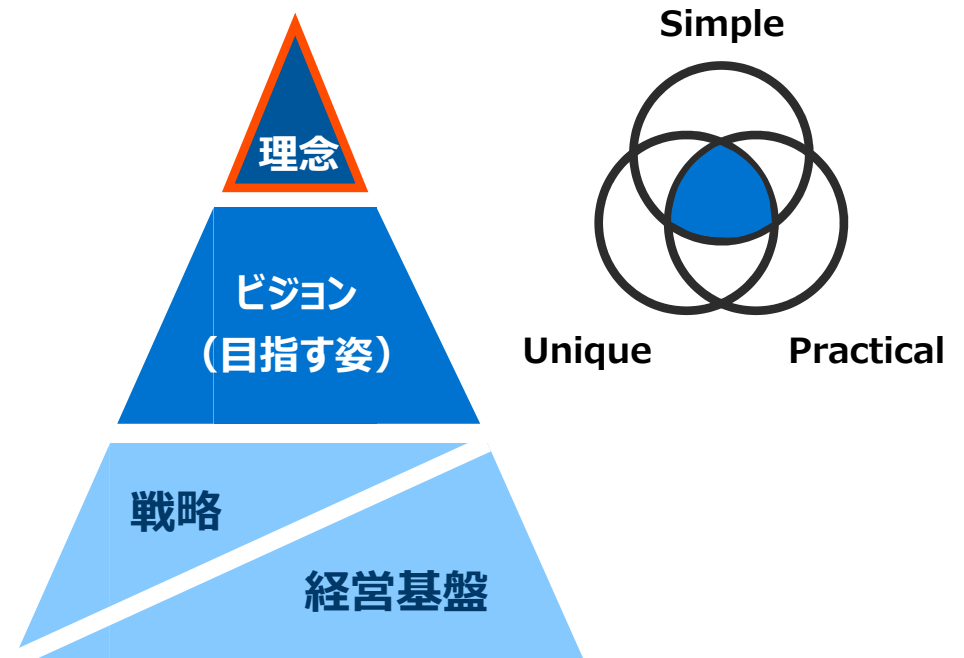 理念
ビジョン
（目指す姿）
戦略
経営基盤
Simple
Unique
Practical